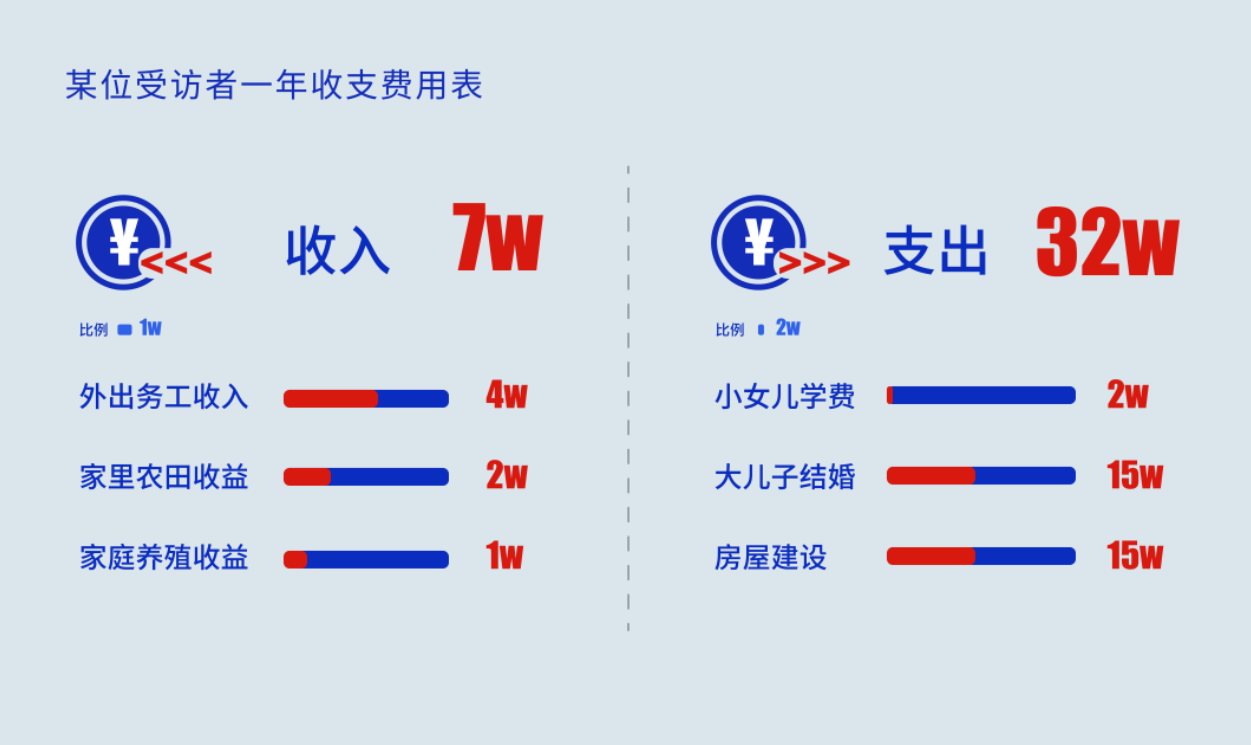 某位受访者一年收支费用表
¥<<< 收入 7w
比例 1w
外出务工收入 4w
家里农田收益 2w
家庭养殖收益 1w
¥>>> 支出 32w
比例 2w
小女儿学费 2w
大儿子结婚 15w
房屋建设 15w